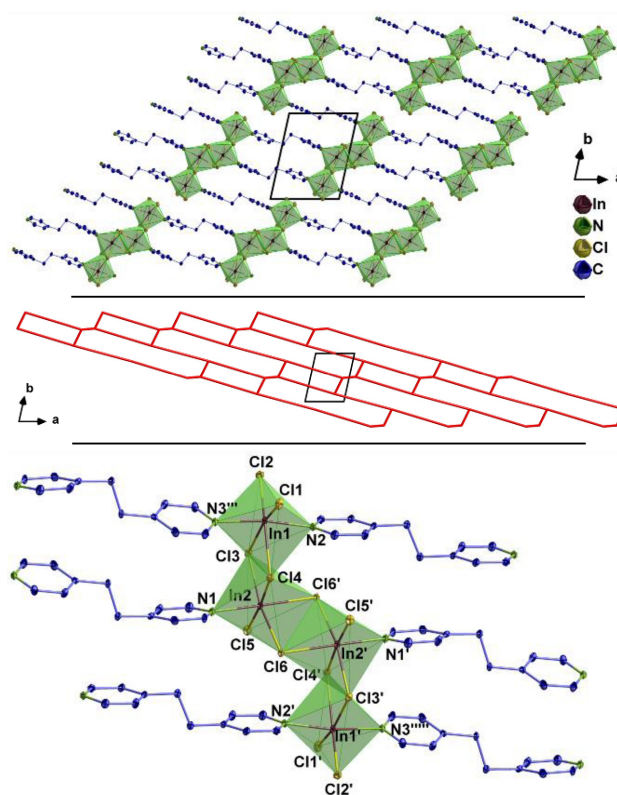 b
a
In
N
Cl
C
b
a
Cl2
Cl1
N3'''
In1
N2
Cl3
Cl4
Cl6'
N1
In2
Cl5'
Cl5
Cl6
In2'
N1'
Cl4'
Cl3'
N2'
In1'
N3'''''
Cl1'
Cl2'